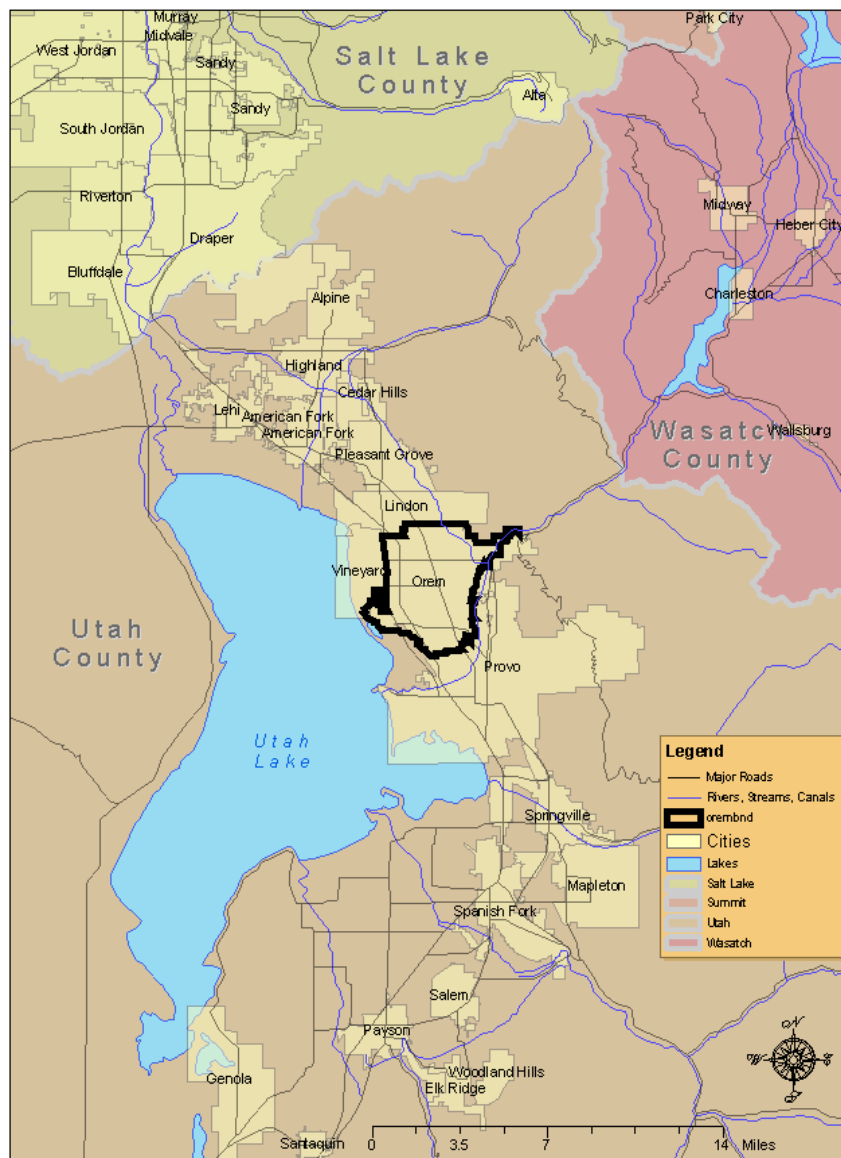 Murray
Park City
Midvale
West Jordan
Sandy
Salt Lake
County
Alta
Sandy
South Jordan
Riverton
Midway
Draper
Heber City
Bluffdale
Alpine
Charleston
Highland
Cedar Hills
Lehi
American Fork
American Fork
Wallsburg
Wasatch
County
Pleasant Grove
Lindon
Vineyard
Orem
Utah
County
Provo
Utah
Lake
Legend
Major Roads
Rivers, Streams, Canals
orembnd
Cities
Lakes
Salt Lake
Summit
Utah
Wasatch
Springville
Mapleton
Spanish Fork
Salem
Payson
N
W
E
S
Woodland Hills
Elk Ridge
Genola
Santaquin
0 3.5 7 14 Miles